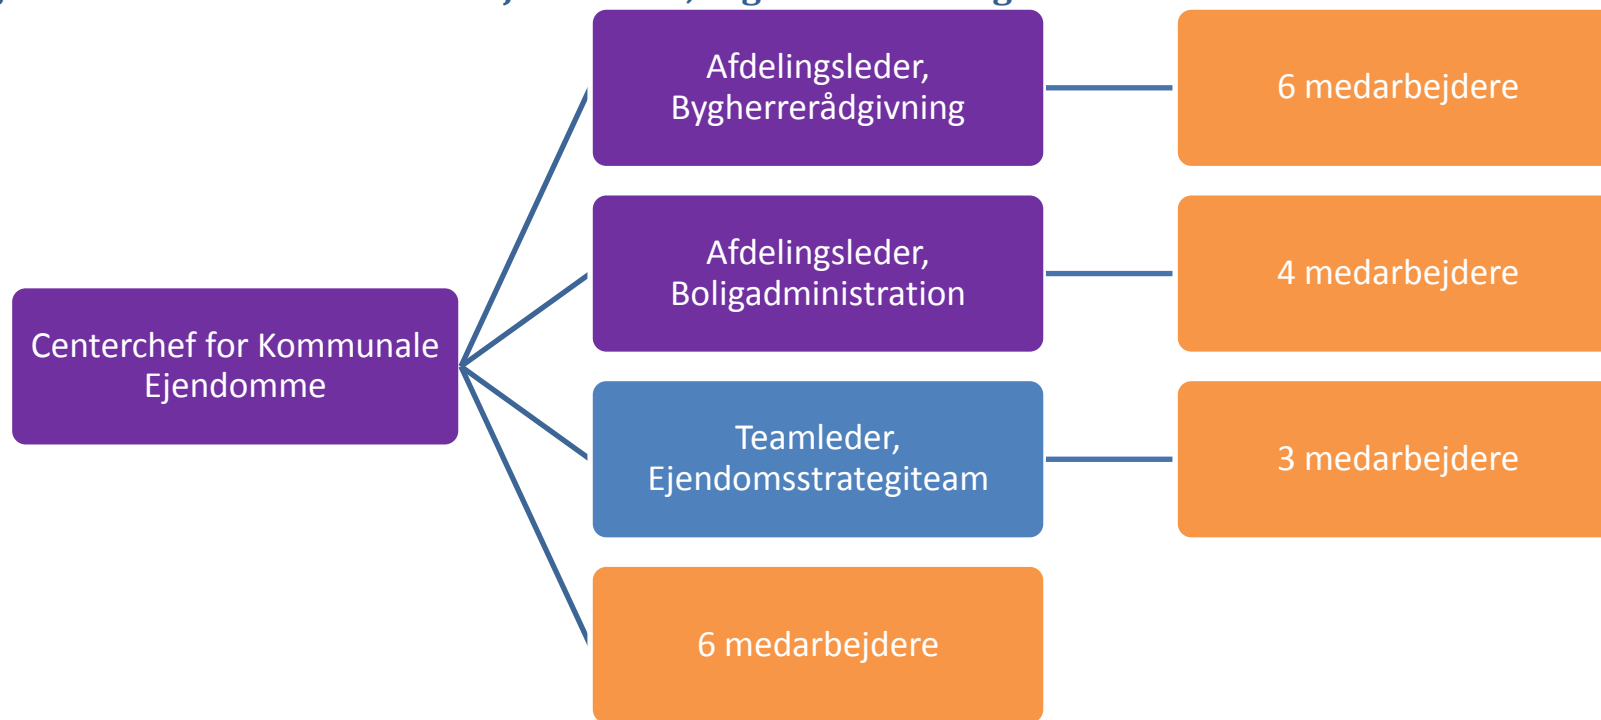 Afdelingsleder,
Bygherrerådgivning
6 medarbejdere
Afdelingsleder,
Boligadministration
4 medarbejdere
Centerchef for Kommunale
Ejendomme
Teamleder,
Ejendomsstrategiteam
3 medarbejdere
6 medarbejdere